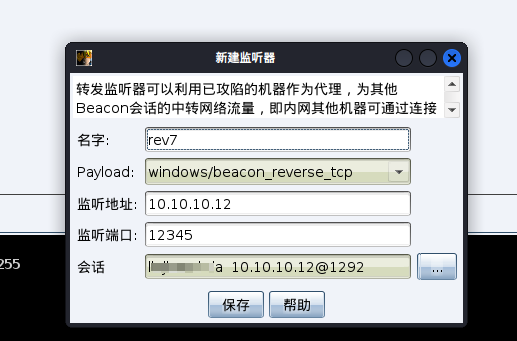 新建监听器
转发监听器可以利用已攻陷的机器作为代理，为其他
Beacon会话的中转网络流量，即内网其他机器可通过连接
名字: rev7
Payload: windows/beacon_reverse_tcp
监听地址: 10.10.10.12
监听端口: 12345
255
会话 10.10.10.12@1292 ...
保存 帮助